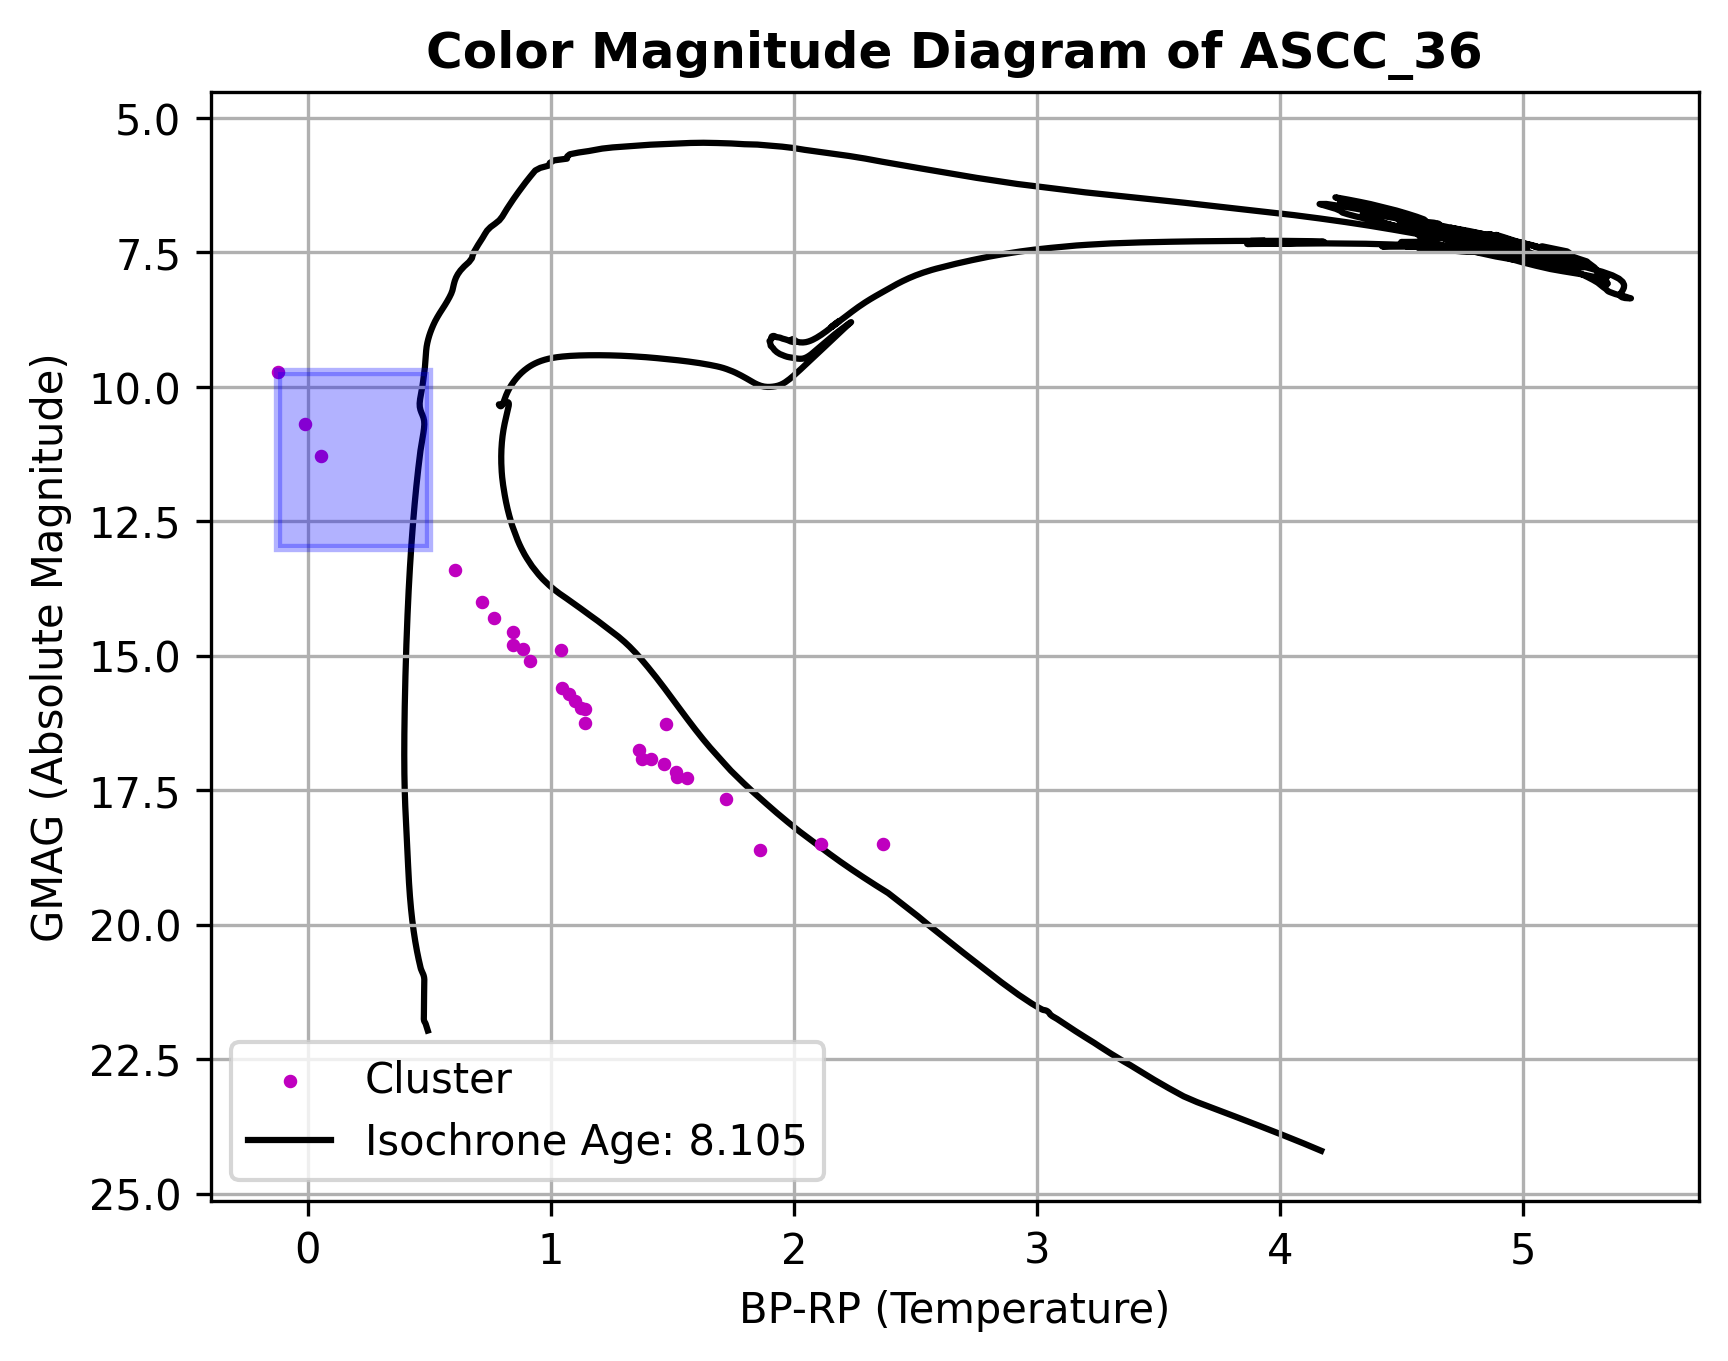 Color Magnitude Diagram of ASCC_36
GMAG (Absolute Magnitude)
5.0
7.5
10.0
12.5
15.0
17.5
20.0
22.5
25.0
Cluster
Isochrone Age: 8.105
0 1 2 3 4 5
BP-RP (Temperature)